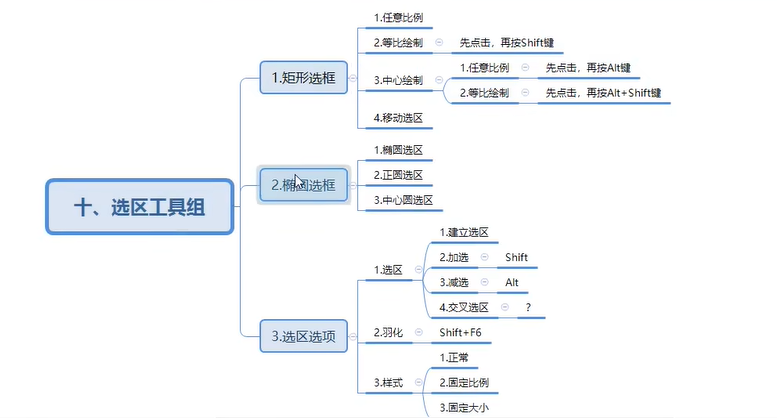 十、选区工具组
1.矩形选框
1.任意比例
2.等比绘制
先点击，再按Shift键
3.中心绘制
1.任意比例
先点击，再按Alt键
2.等比绘制
先点击，再按Alt+Shift键
4.移动选区
2.椭圆选框
1.椭圆选区
2.正圆选区
3.中心圆选区
3.选区选项
1.选区
1.建立选区
2.加选
Shift
3.减选
Alt
4.交叉选区
?
2.羽化
Shift+F6
3.样式
1.正常
2.固定比例
3.固定大小